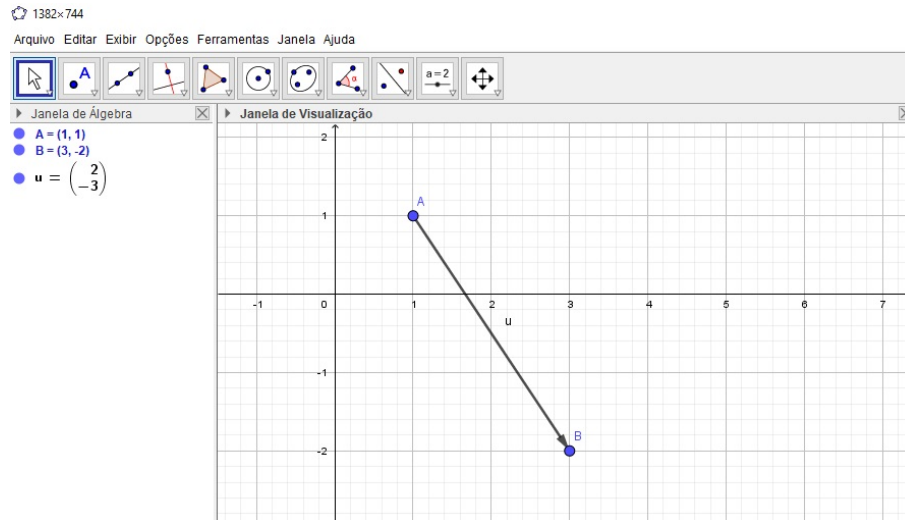 1382×744
Arquivo Editar Exibir Opções Ferramentas Janela Ajuda
A
α
a=2
Janela de Álgebra
Janela de Visualização
A = (1, 1)
B = (3, -2)
u = ( 2
-3 )
2
1
A
-1 0 1 2 3 4 5 6 7
u
-1
B
-2